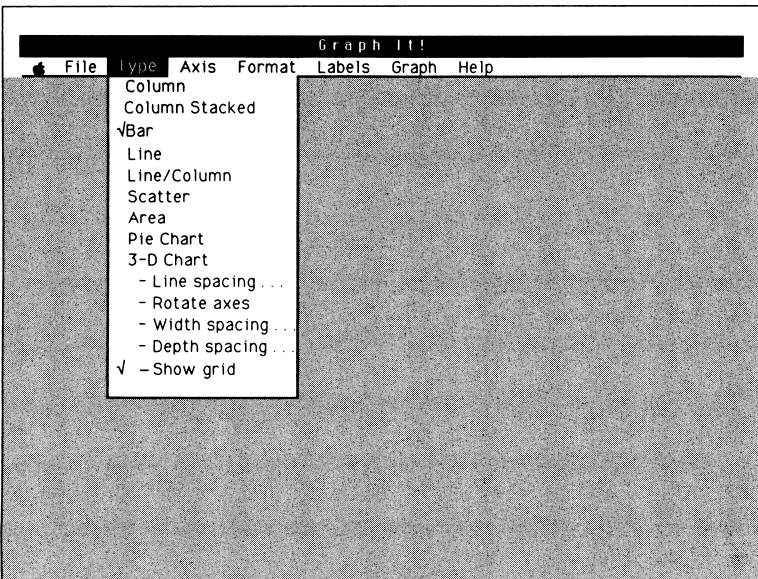 Graph It!
File Type Axis Format Labels Graph Help
Column
Column Stacked
√Bar
Line
Line/Column
Scatter
Area
Pie Chart
3-D Chart
- Line spacing...
- Rotate axes
- Width spacing...
- Depth spacing...
√ –Show grid